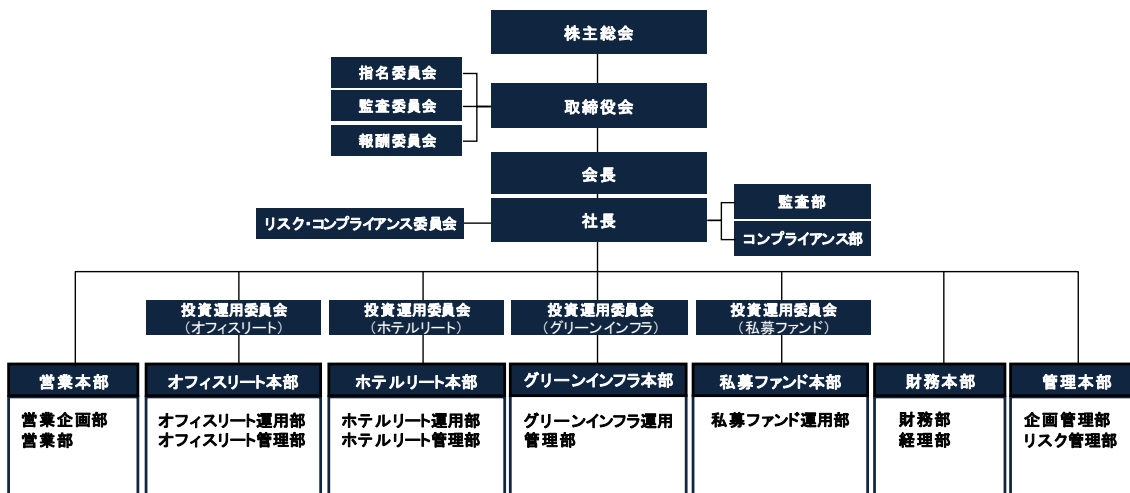 株主総会
指名委員会
監査委員会
報酬委員会
取締役会
会長
社長
リスク・コンプライアンス委員会
監査部
コンプライアンス部
投資運用委員会
(オフィスリート)
投資運用委員会
(ホテルリート)
投資運用委員会
(グリーンインフラ)
投資運用委員会
(私募ファンド)
営業本部
営業企画部
営業部
オフィスリート本部
オフィスリート運用部
オフィスリート管理部
ホテルリート本部
ホテルリート運用部
ホテルリート管理部
グリーンインフラ本部
グリーンインフラ運用
管理部
私募ファンド本部
私募ファンド運用部
財務本部
財務部
経理部
管理本部
企画管理部
リスク管理部